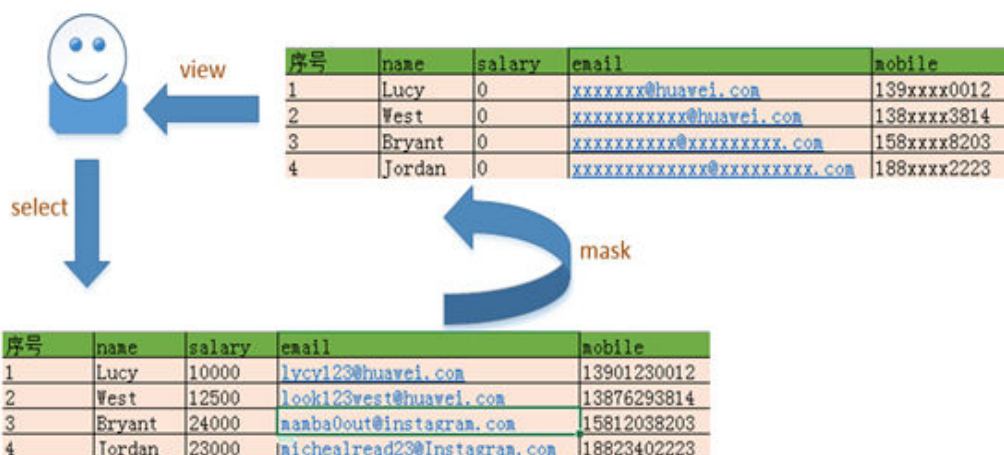 view
序号 name salary email mobile
1 Lucy 0 xxxxxxx@huawei.com 139xxxx0012
2 West 0 xxxxxxxxxxx@huawei.com 138xxxx3814
3 Bryant 0 xxxxxxxxxx@xxxxxxxxx.com 158xxxx8203
4 Jordan 0 xxxxxxxxxxxxx@xxxxxxxxx.com 188xxxx2223
select
mask
序号 name salary email mobile
1 Lucy 10000 lycy123@huawei.com 13901230012
2 West 12500 look123west@huawei.com 13876293814
3 Bryant 24000 mamba0out@instagram.com 15812038203
4 Jordan 23000 michealread23@Instagram.com 18823402223